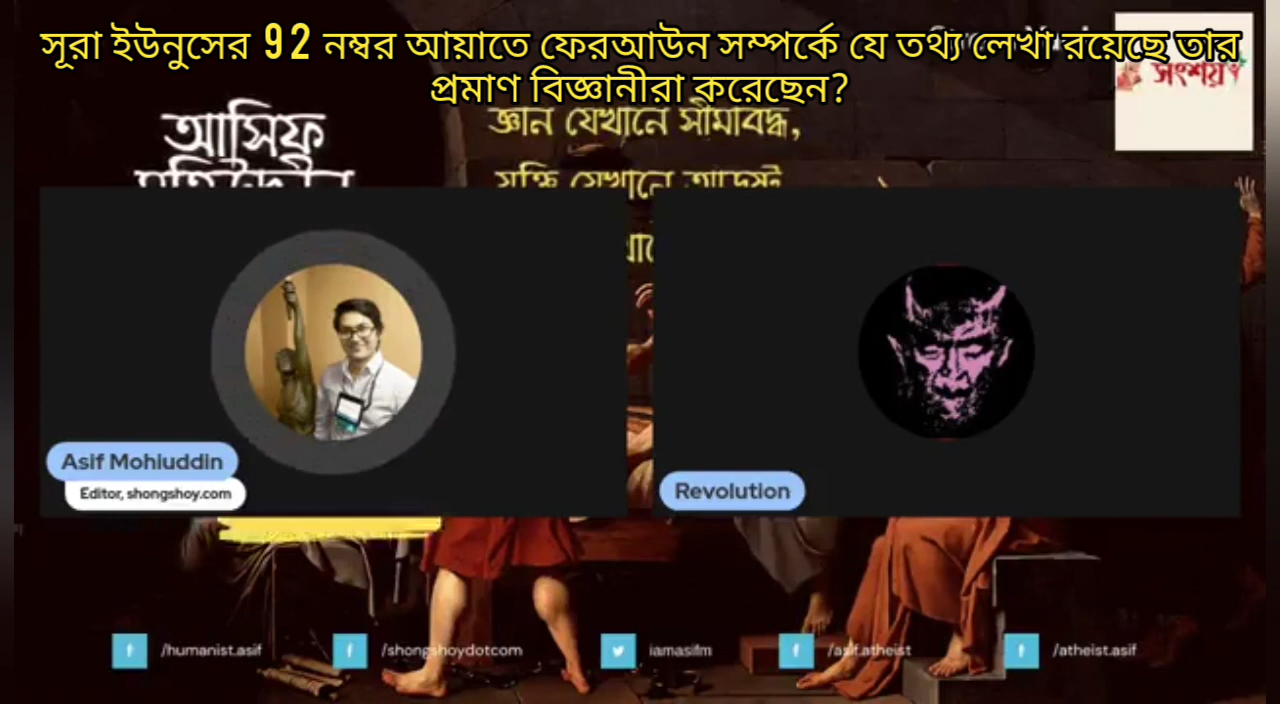 সূরা ইউনুসের 92 নম্বর আয়াতে ফেরআউন সম্পর্কে যে তথ্য লেখা রয়েছে তার
প্রমাণ বিজ্ঞানীরা করেছেন?
সংশয়
আসিফ
জ্ঞান যেখানে সীমাবদ্ধ,
যুক্তি যেখানে আড়ষ্ট
Asif Mohiuddin
Editor, shongshoy.com
Revolution
/humanist.asif
/shongshoydotcom
iamasifm
/asif.atheist
/atheist.asif